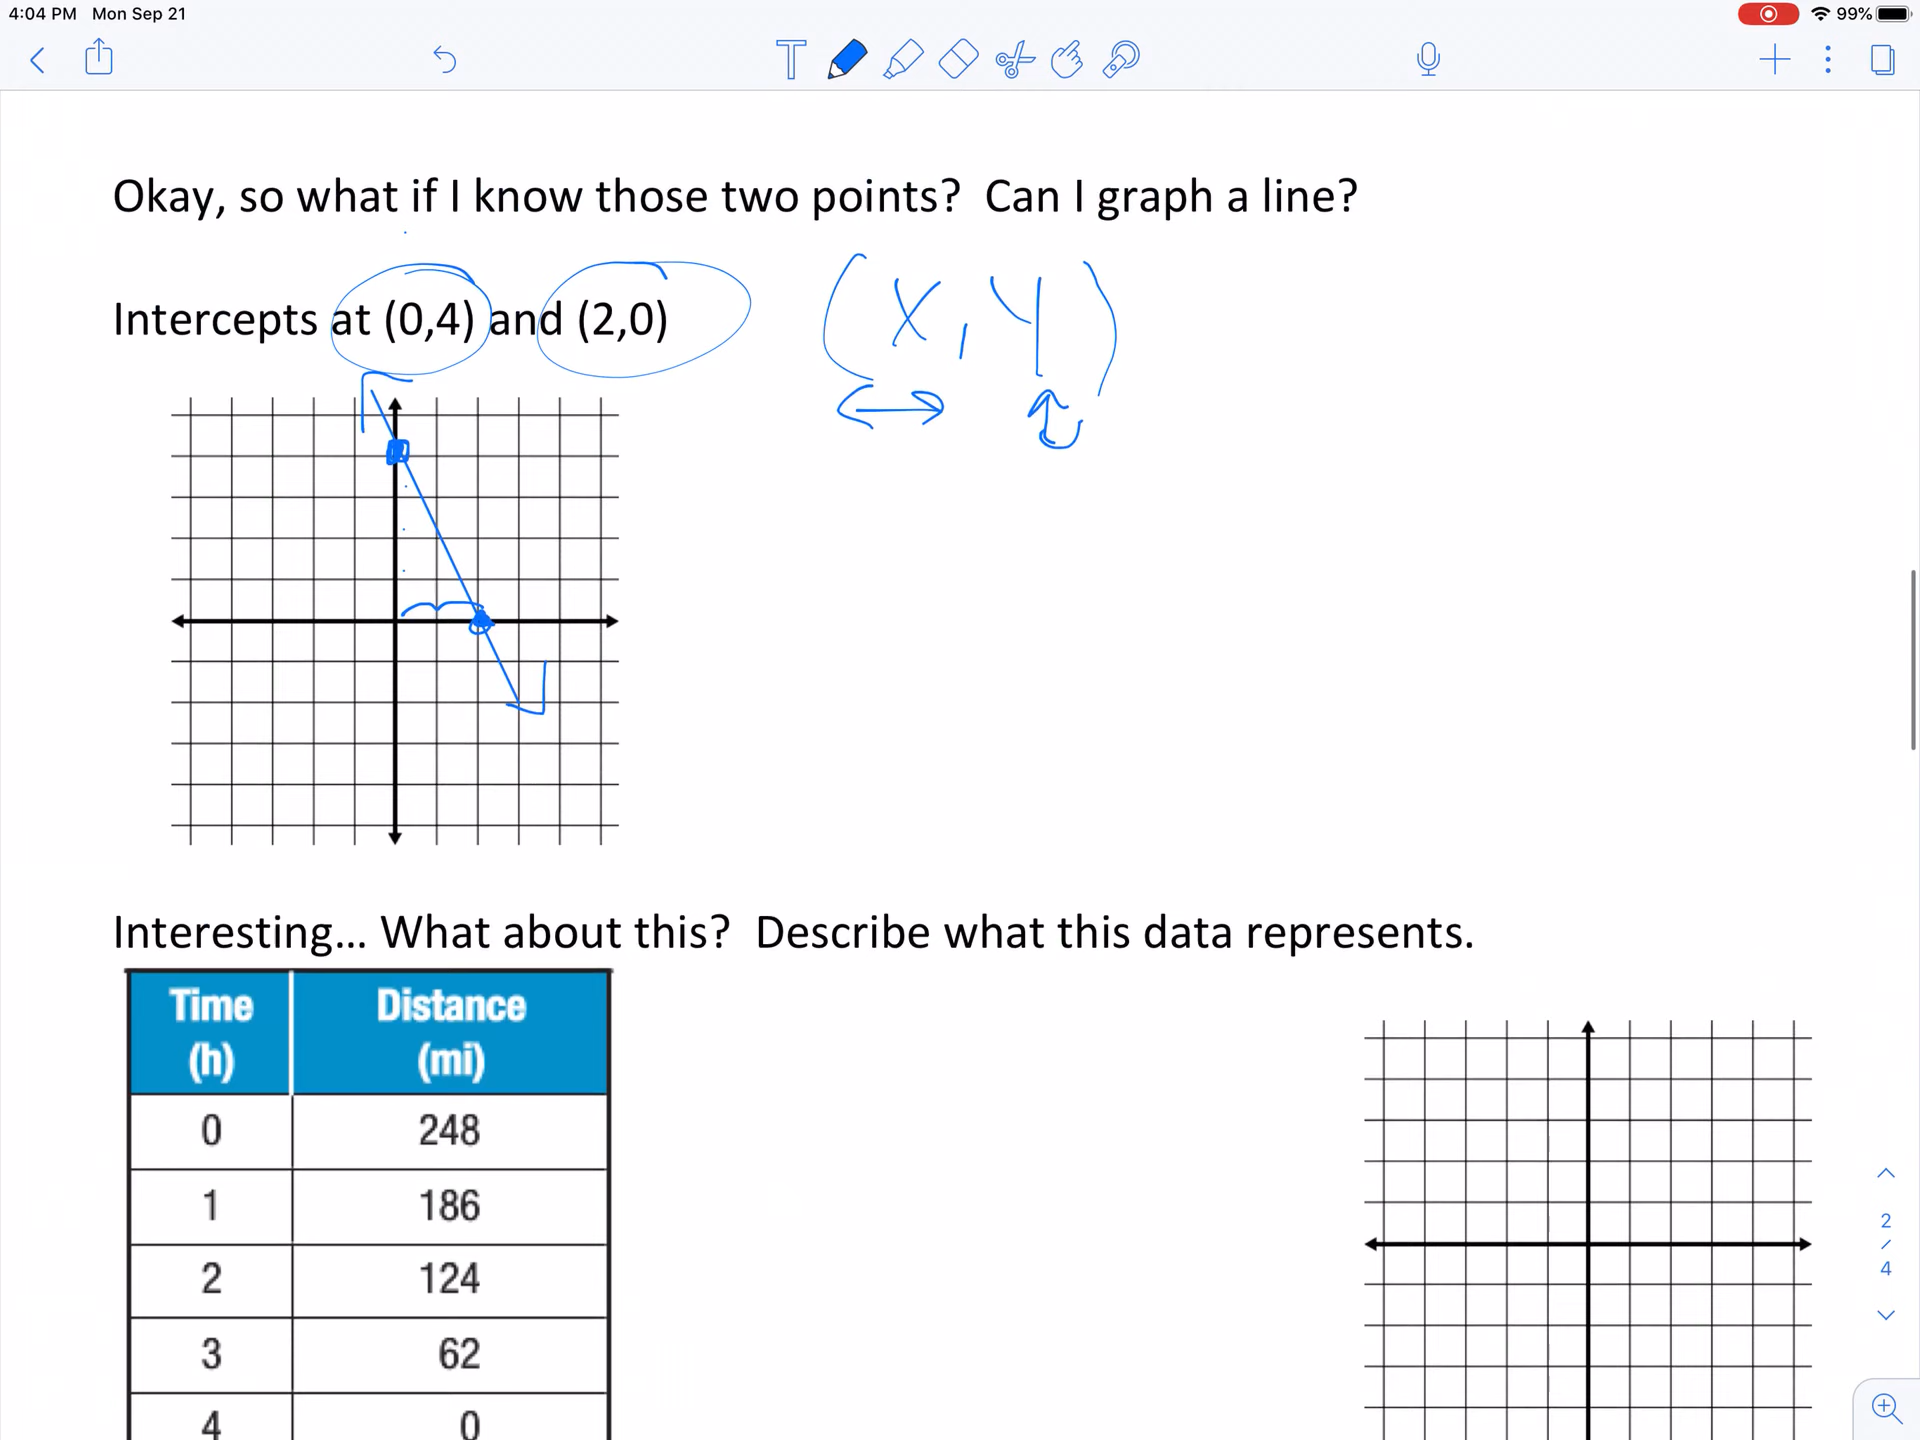 4:04 PM Mon Sep 21
99%
T
Okay, so what if I know those two points? Can I graph a line?
Intercepts at (0,4) and (2,0)
(X, Y)
Interesting... What about this? Describe what this data represents.
Time (h) Distance (mi)
0 248
1 186
2 124
3 62
4 0
2 / 4